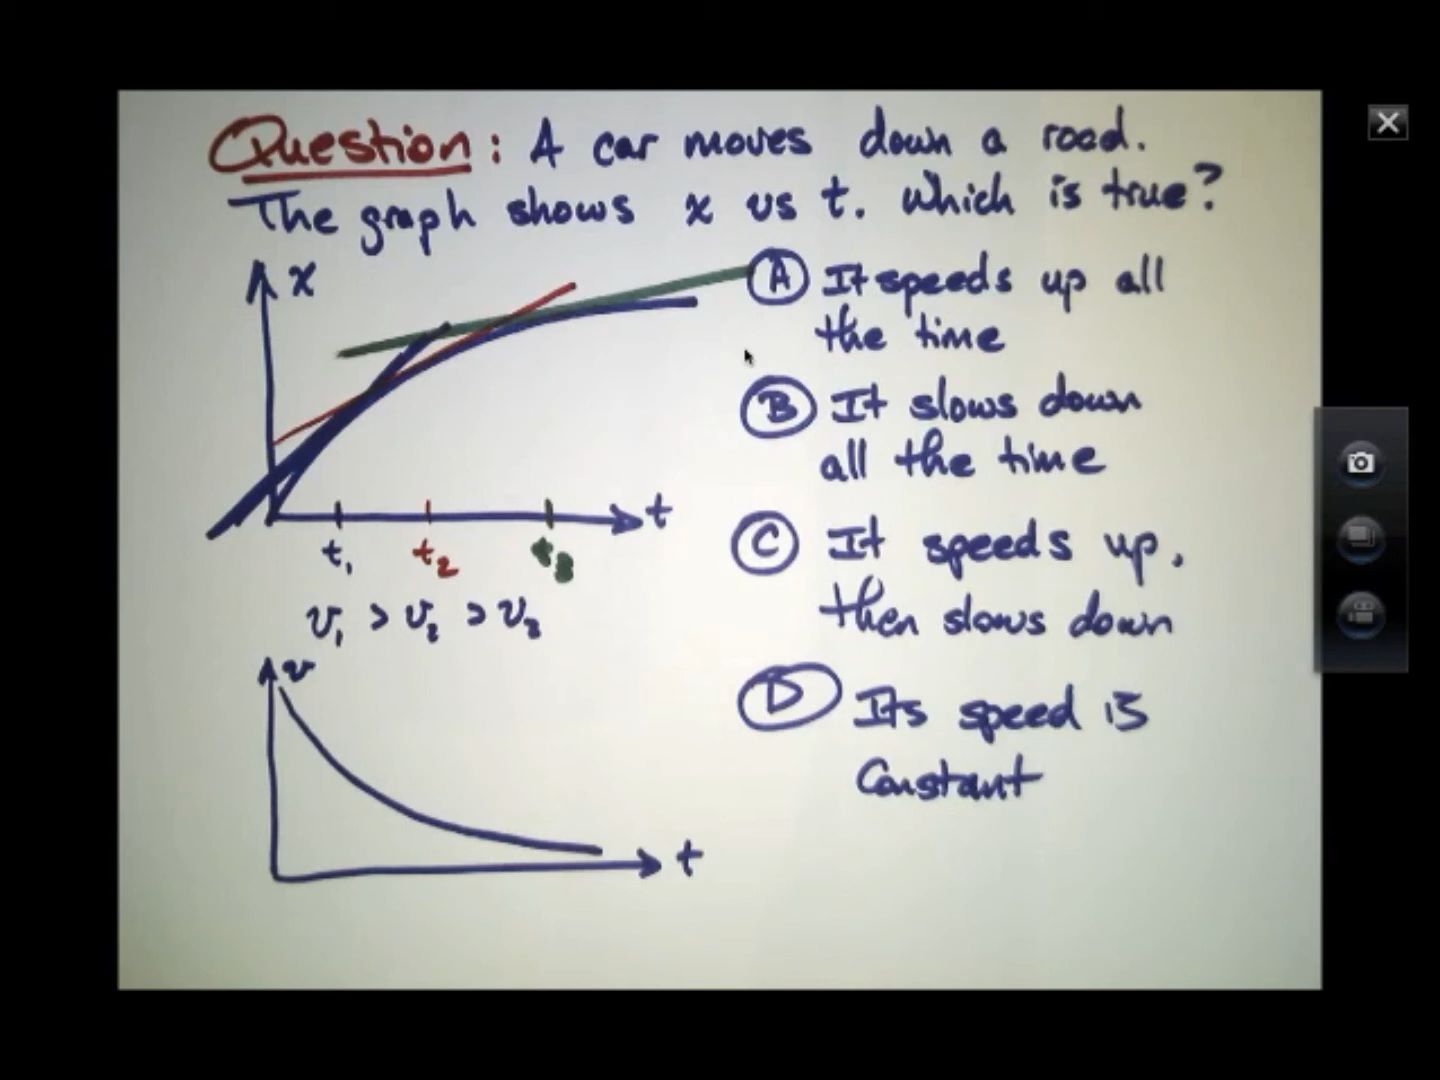 Question: A car moves down a road.
The graph shows x vs t. Which is true?
x
t
t₁ t₂ t₃
v₁ > v₂ > v₃
v
t
A It speeds up all
the time
B It slows down
all the time
C It speeds up,
then slows down
D Its speed is
Constant